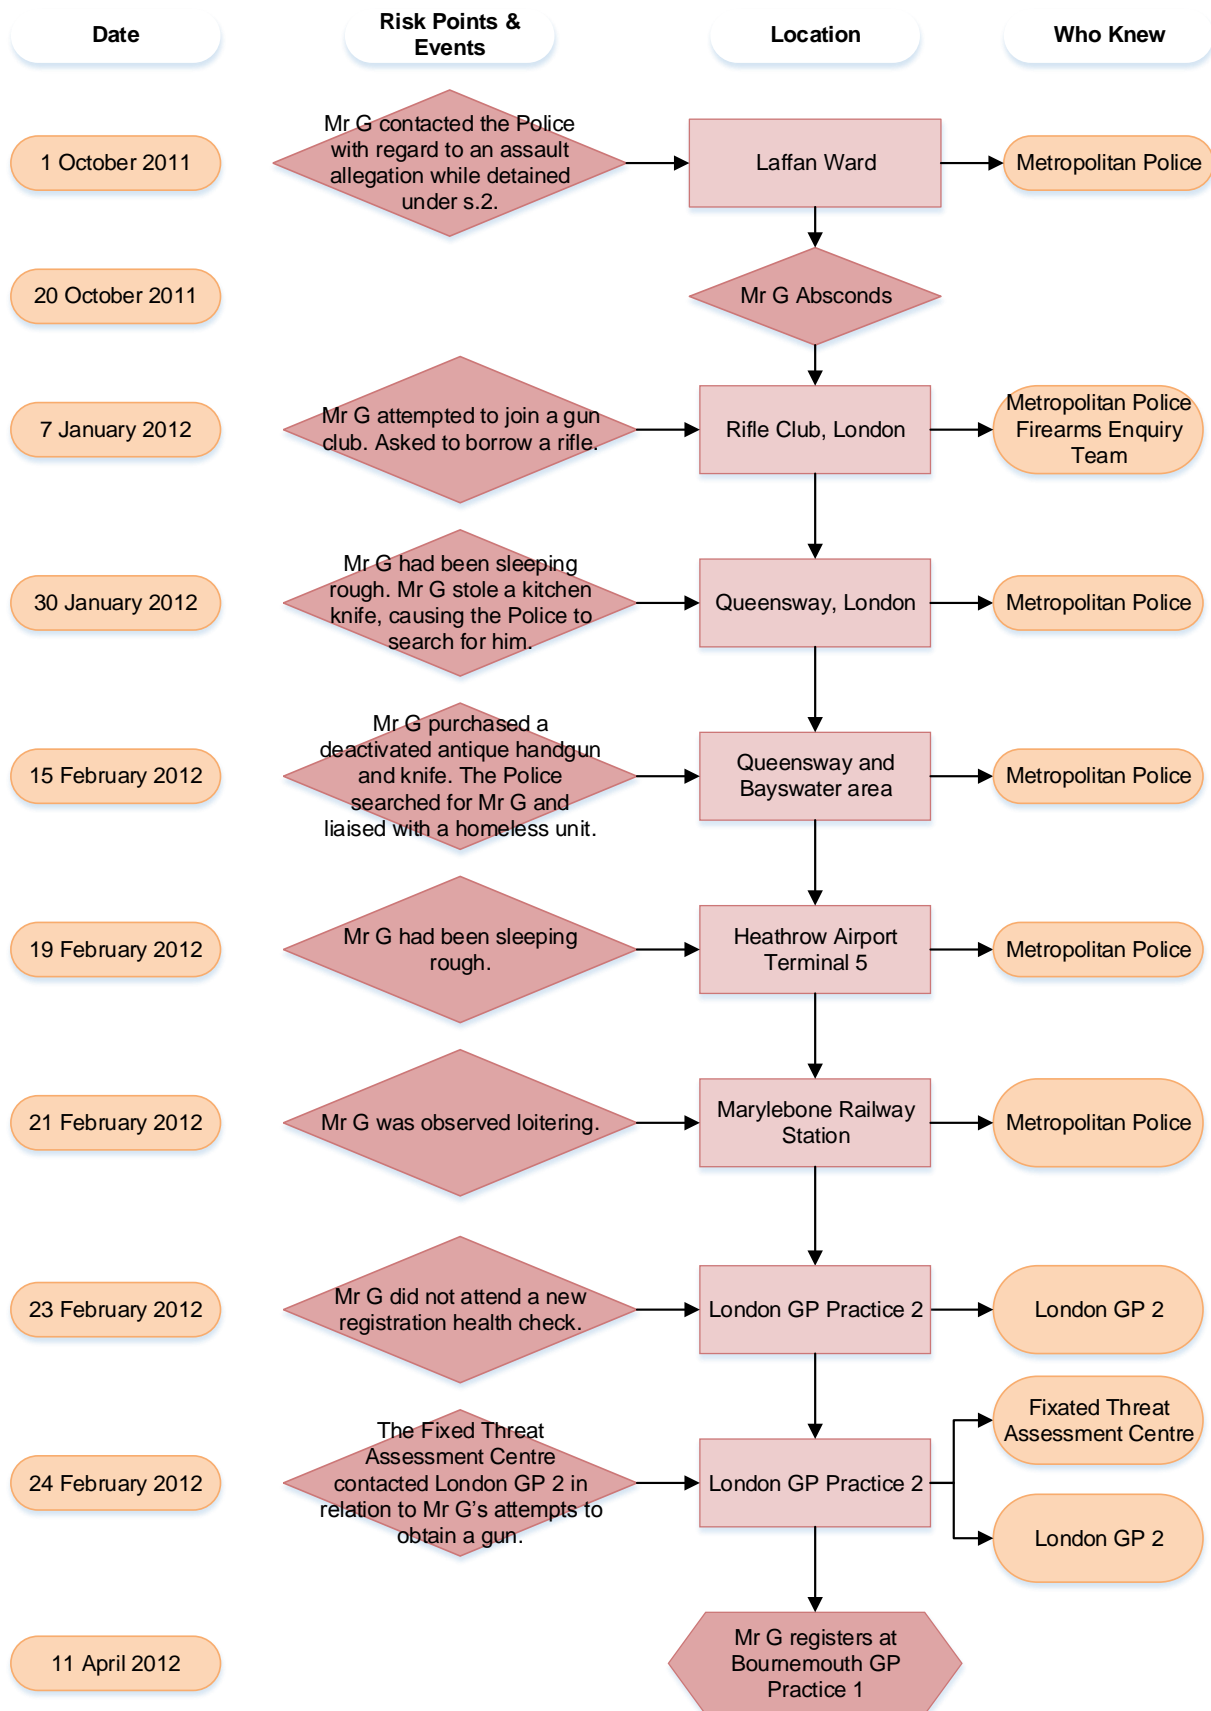 Date
Risk Points &
Events
Location
Who Knew
1 October 2011
Mr G contacted the Police
with regard to an assault
allegation while detained
under s.2.
Laffan Ward
Metropolitan Police
20 October 2011
Mr G Absconds
7 January 2012
Mr G attempted to join a gun
club. Asked to borrow a rifle.
Rifle Club, London
Metropolitan Police
Firearms Enquiry
Team
30 January 2012
Mr G had been sleeping
rough. Mr G stole a kitchen
knife, causing the Police to
search for him.
Queensway, London
Metropolitan Police
15 February 2012
Mr G purchased a
deactivated antique handgun
and knife. The Police
searched for Mr G and
liaised with a homeless unit.
Queensway and
Bayswater area
Metropolitan Police
19 February 2012
Mr G had been sleeping
rough.
Heathrow Airport
Terminal 5
Metropolitan Police
21 February 2012
Mr G was observed loitering.
Marylebone Railway
Station
Metropolitan Police
23 February 2012
Mr G did not attend a new
registration health check.
London GP Practice 2
London GP 2
24 February 2012
The Fixed Threat
Assessment Centre
contacted London GP 2 in
relation to Mr G’s attempts to
obtain a gun.
London GP Practice 2
Fixated Threat
Assessment Centre
London GP 2
11 April 2012
Mr G registers at
Bournemouth GP
Practice 1